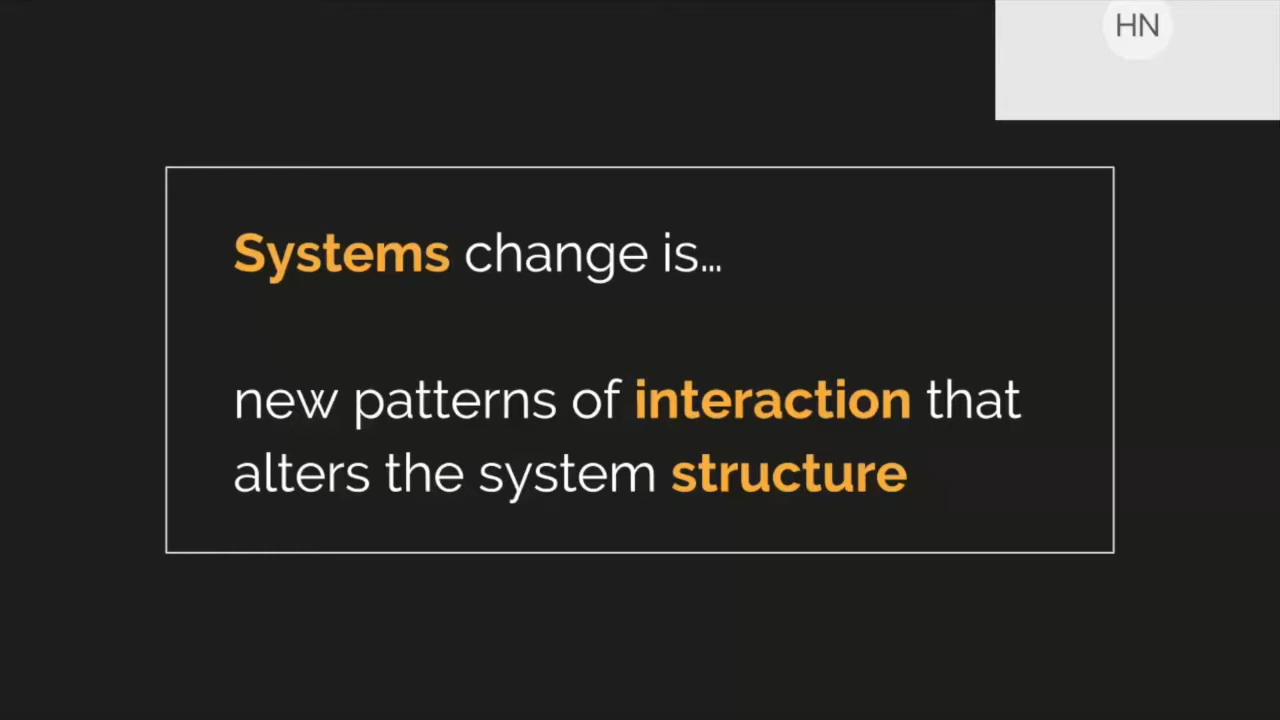 HN
Systems change is…
new patterns of interaction that
alters the system structure